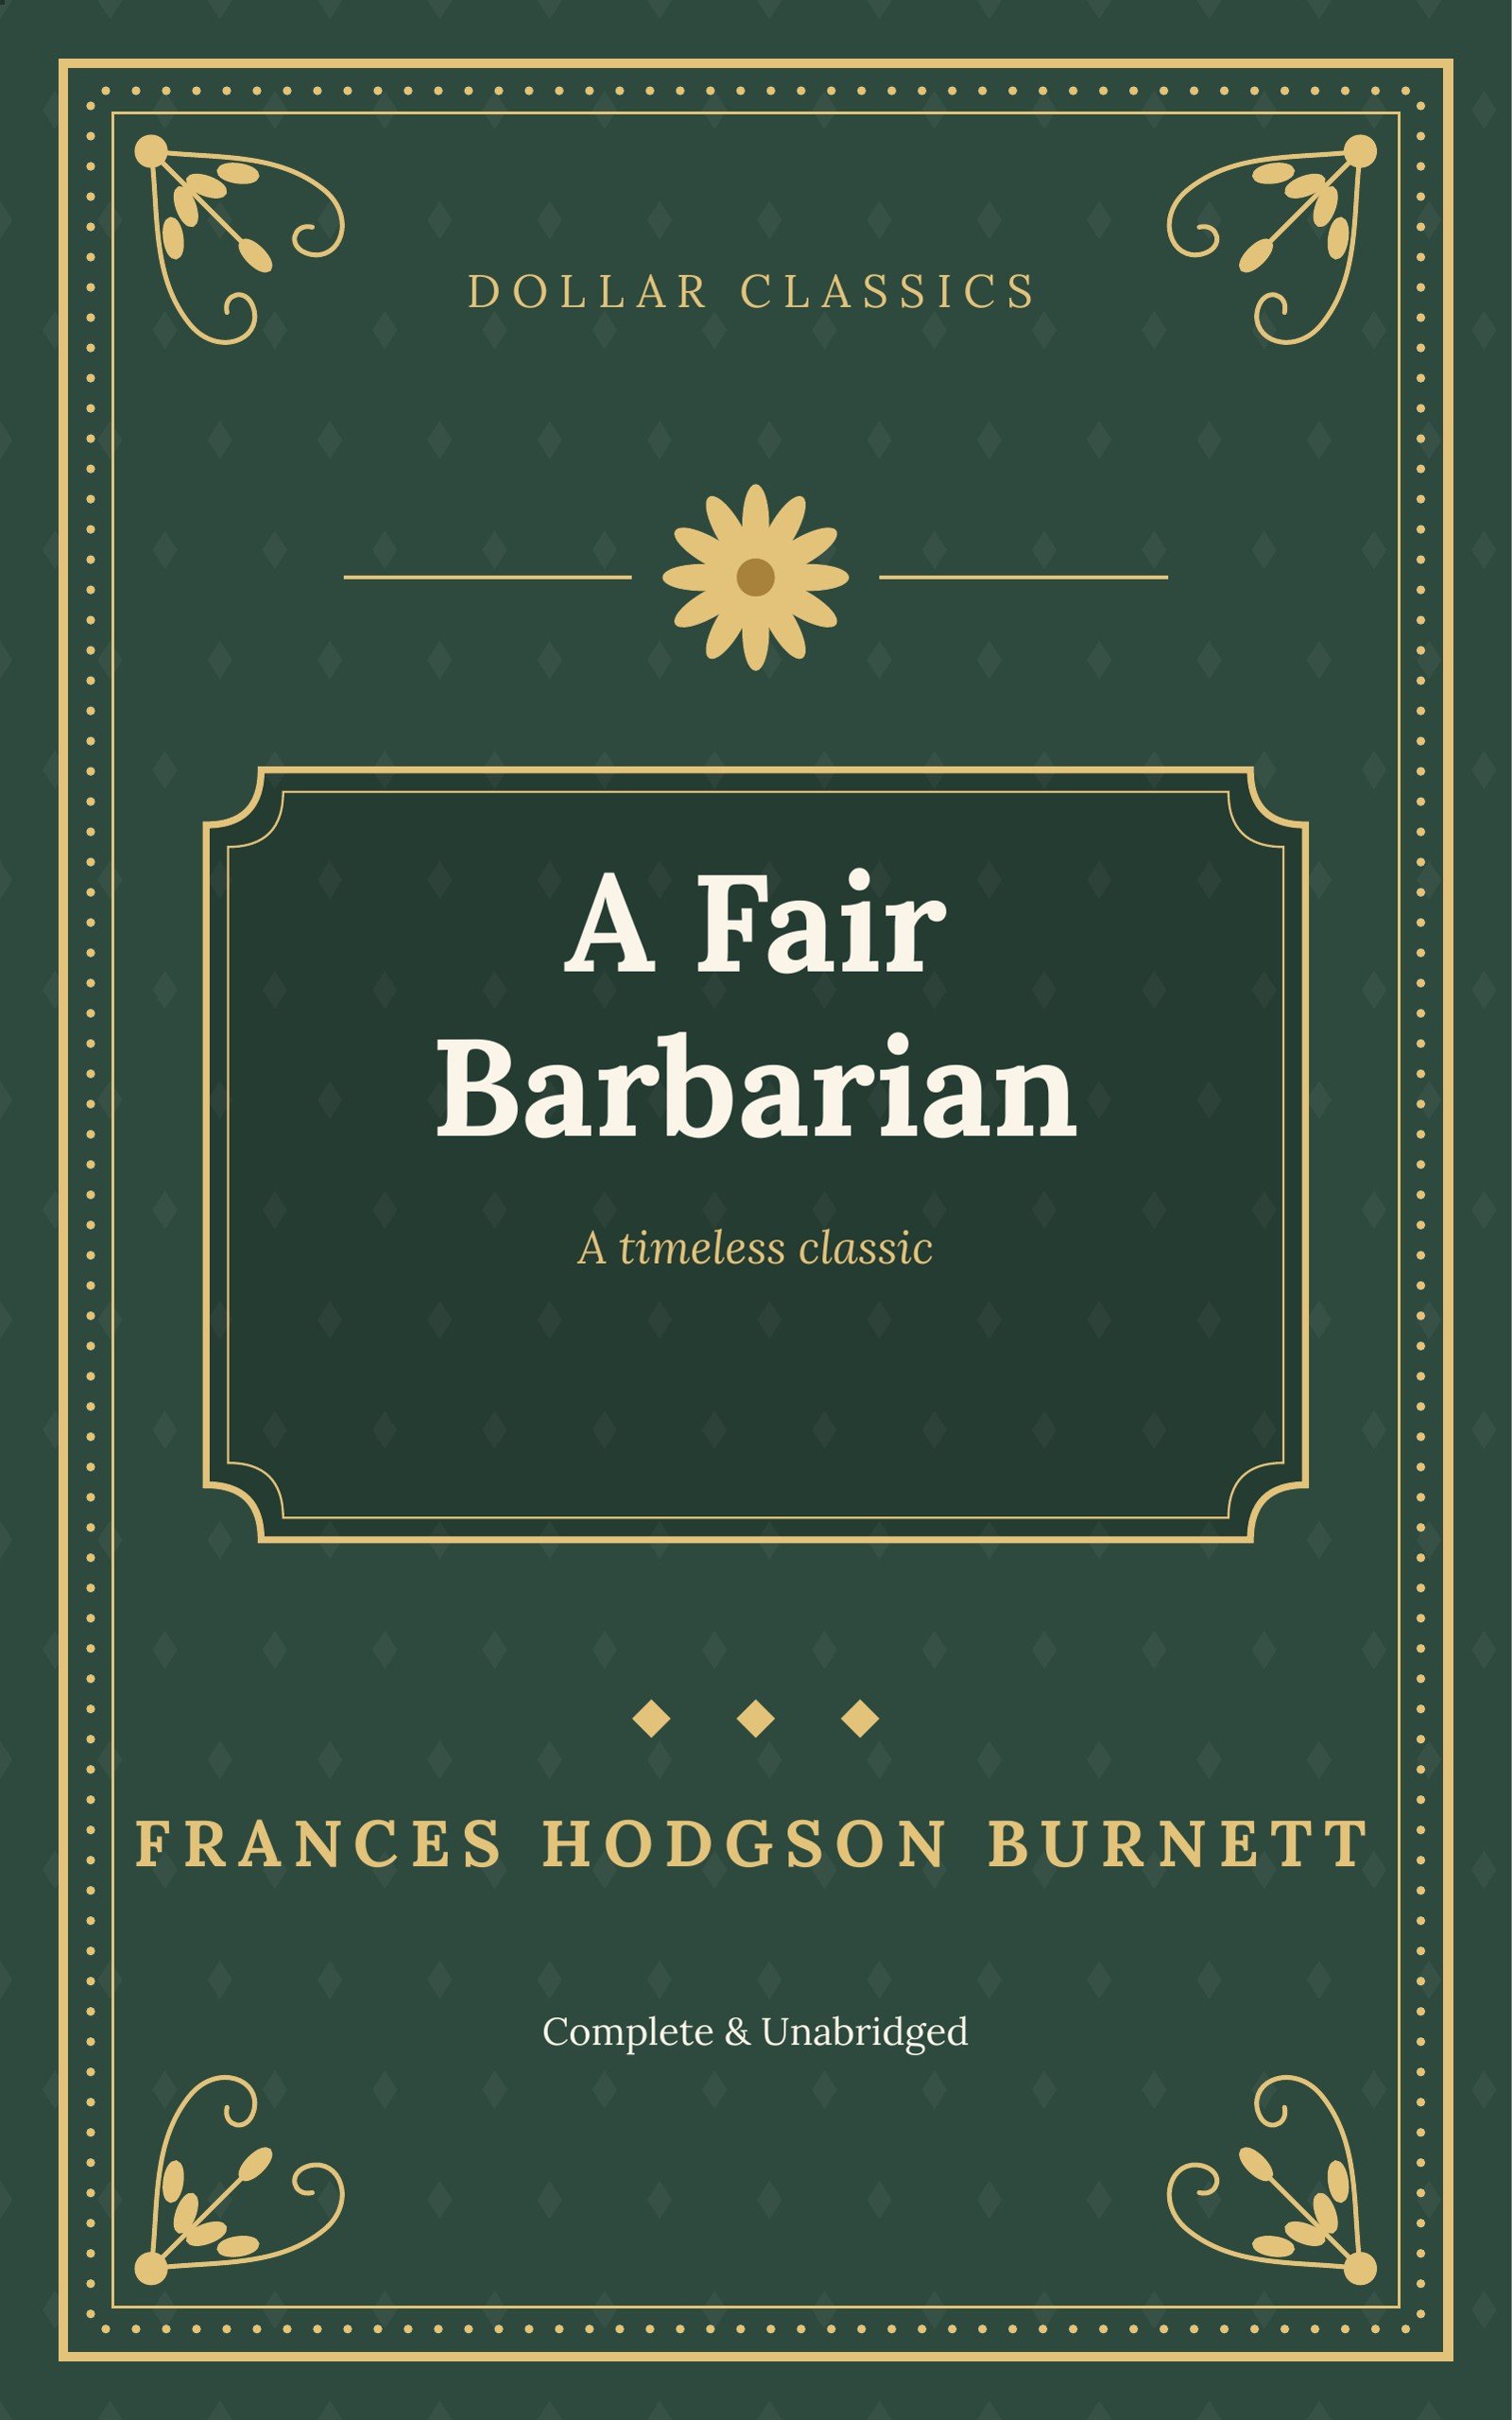 DOLLAR CLASSICS
A Fair
Barbarian
A timeless classic
FRANCES HODGSON BURNETT
Complete & Unabridged